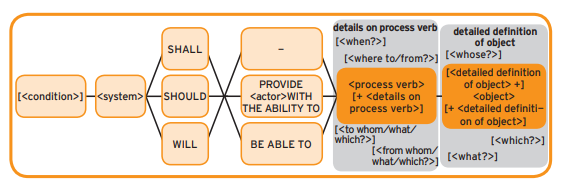 details on process verb
[<when?>]
[<where to/from?>]
detailed definition
of object
[<whose?>]
[<condition>]
<system>
SHALL
SHOULD
WILL
–
PROVIDE
<actor>WITH
THE ABILITY TO
BE ABLE TO
<process verb>
[+ <details on
process verb>]
[<detailed definition
of object> +]
<object>
[+ <detailed definiti-
on of object>]
[<to whom/what/
which?>]
[<from whom/
what/which?>]
[<which?>]
[<what?>]